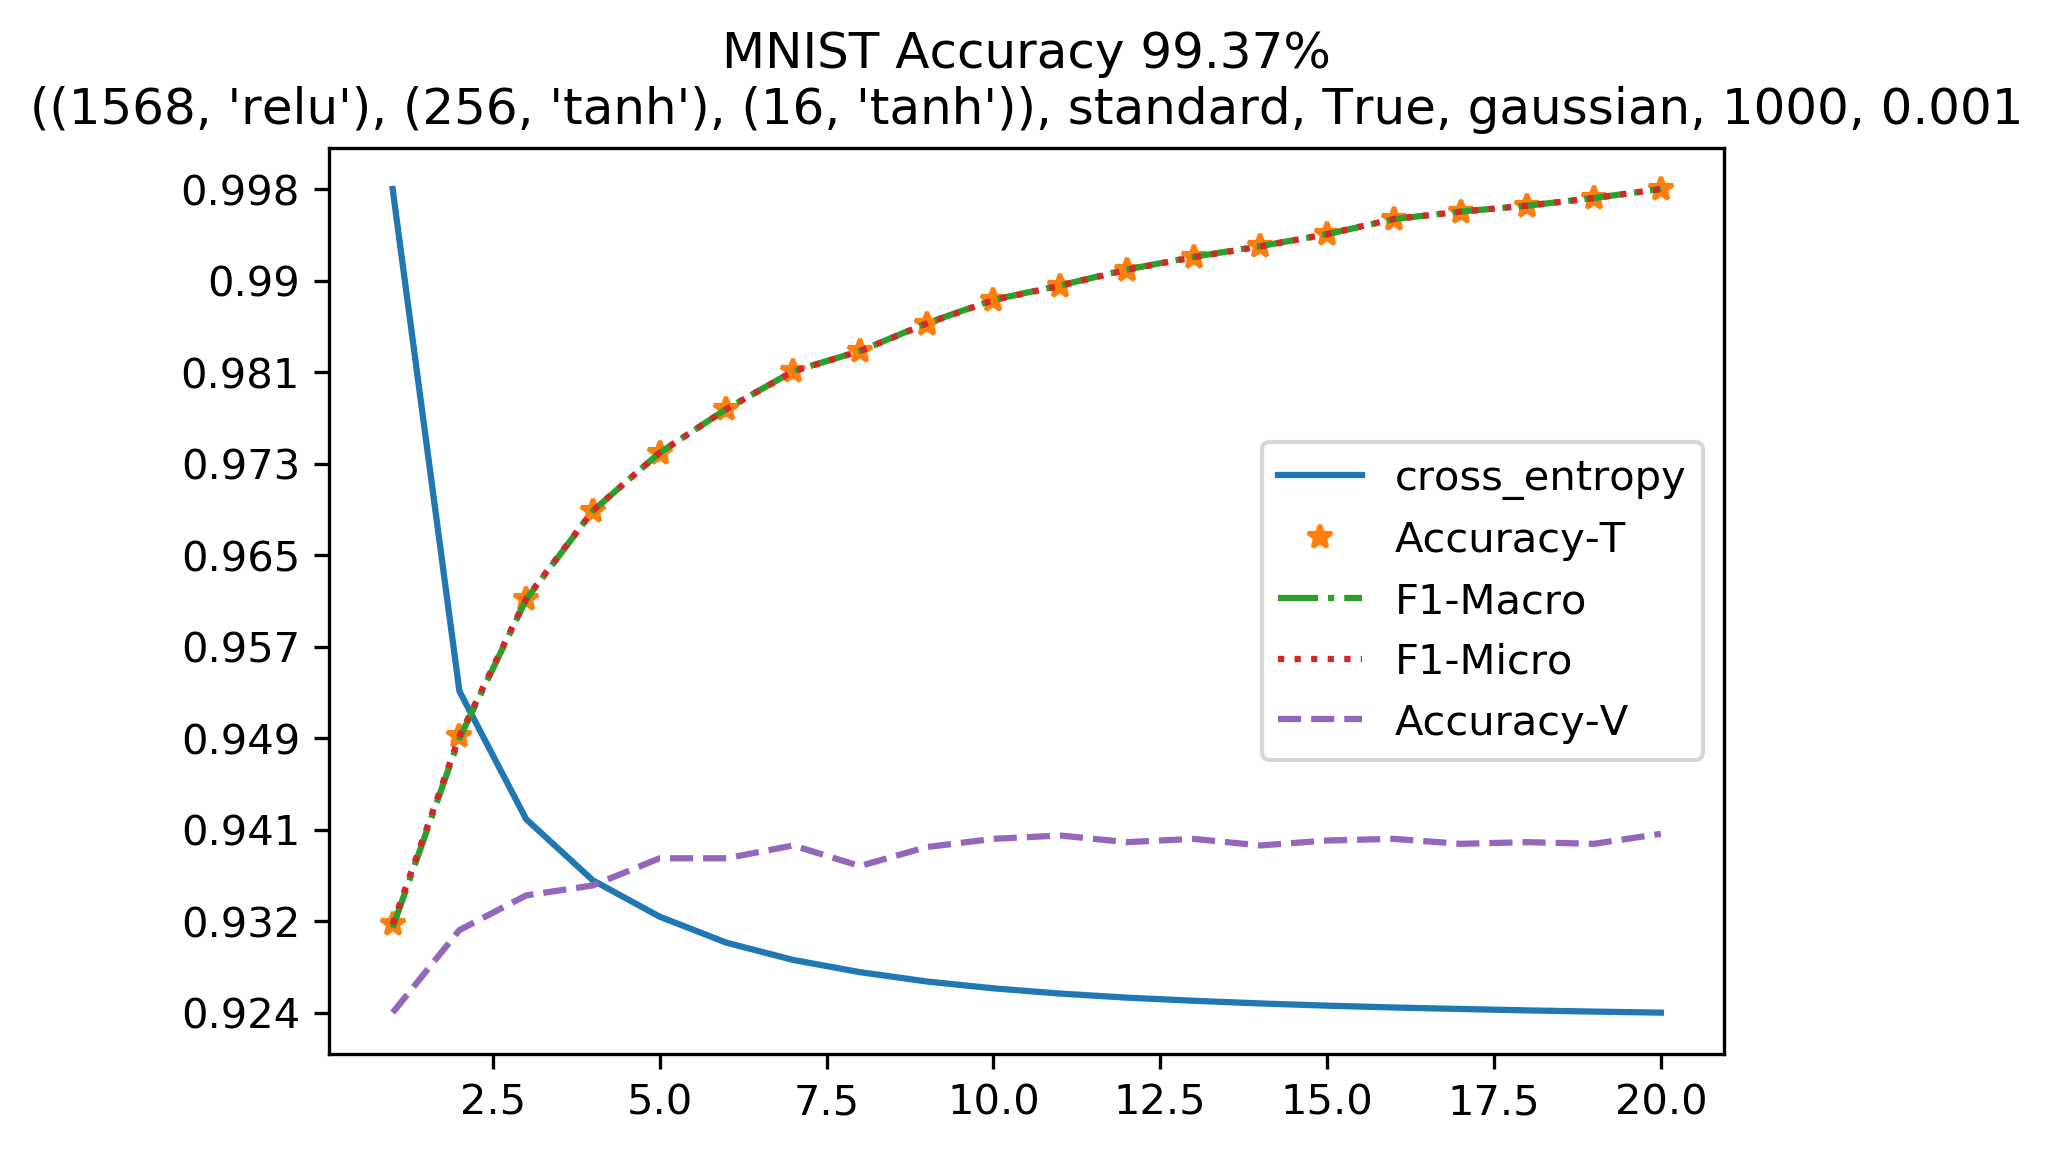 MNIST Accuracy 99.37%
((1568, 'relu'), (256, 'tanh'), (16, 'tanh')), standard, True, gaussian, 1000, 0.001
0.998
0.99
0.981
0.973
0.965
0.957
0.949
0.941
0.932
0.924
cross_entropy
Accuracy-T
F1-Macro
F1-Micro
Accuracy-V
2.5 5.0 7.5 10.0 12.5 15.0 17.5 20.0